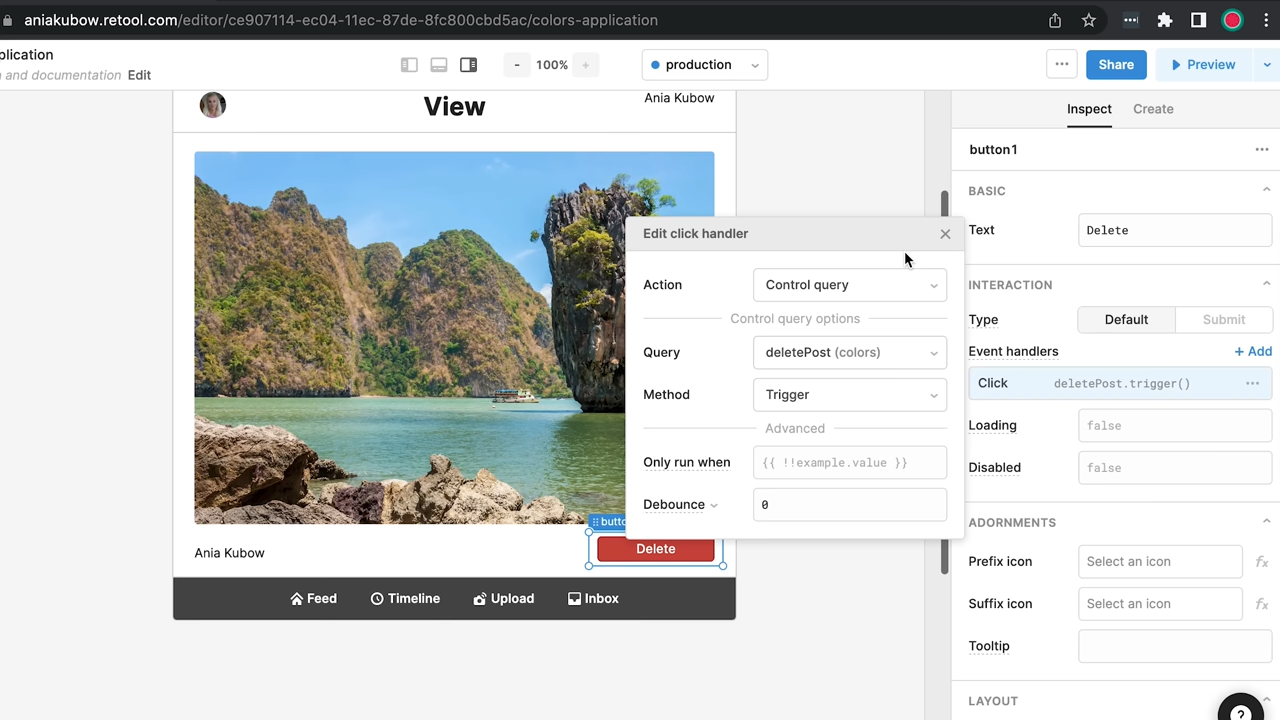 aniakubow.retool.com/editor/ce907114-ec04-11ec-87de-8fc800cbd5ac/colors-application
plication
and documentation Edit
- 100% +
production
Share
Preview
View
Ania Kubow
Ania Kubow
butto
Delete
Feed
Timeline
Upload
Inbox
Edit click handler
Action
Control query
Control query options
Query
deletePost (colors)
Method
Trigger
Advanced
Only run when
{{ !!example.value }}
Debounce
0
Inspect
Create
button1
BASIC
Text
Delete
INTERACTION
Type
Default
Submit
Event handlers
+ Add
Click
deletePost.trigger()
Loading
false
Disabled
false
ADORNMENTS
Prefix icon
Select an icon
fx
Suffix icon
Select an icon
fx
Tooltip
LAYOUT
?